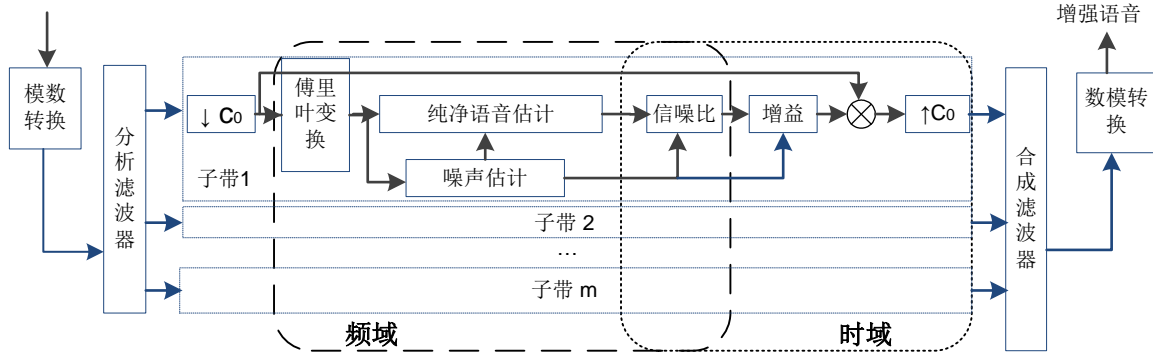 增强语音
模数
转换
分析滤波器
↓ C₀
傅里
叶变
换
纯净语音估计
信噪比
增益
↑C₀
噪声估计
子带1
子带 2
…
子带 m
频域
时域
合成滤波器
数模转
换